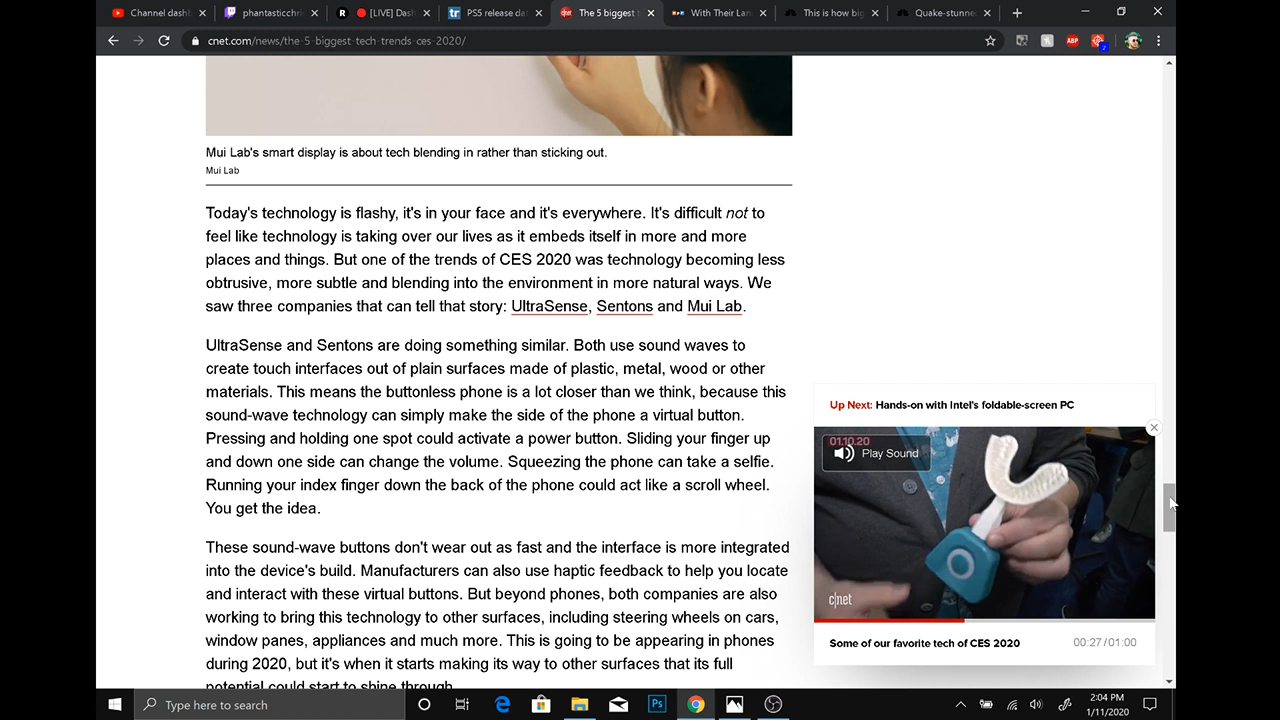 Channel dashb
phantasticchri
[LIVE] Dash
PS5 release dat
The 5 biggest t
With Their Lan
This is how big
Quake-stunne
cnet.com/news/the-5-biggest-tech-trends-ces-2020/
ABP
2
Mui Lab's smart display is about tech blending in rather than sticking out.
Mui Lab
Today's technology is flashy, it's in your face and it's everywhere. It's difficult not to
feel like technology is taking over our lives as it embeds itself in more and more
places and things. But one of the trends of CES 2020 was technology becoming less
obtrusive, more subtle and blending into the environment in more natural ways. We
saw three companies that can tell that story: UltraSense, Sentons and Mui Lab.
UltraSense and Sentons are doing something similar. Both use sound waves to
create touch interfaces out of plain surfaces made of plastic, metal, wood or other
materials. This means the buttonless phone is a lot closer than we think, because this
sound-wave technology can simply make the side of the phone a virtual button.
Pressing and holding one spot could activate a power button. Sliding your finger up
and down one side can change the volume. Squeezing the phone can take a selfie.
Running your index finger down the back of the phone could act like a scroll wheel.
You get the idea.
These sound-wave buttons don't wear out as fast and the interface is more integrated
into the device's build. Manufacturers can also use haptic feedback to help you locate
and interact with these virtual buttons. But beyond phones, both companies are also
working to bring this technology to other surfaces, including steering wheels on cars,
window panes, appliances and much more. This is going to be appearing in phones
during 2020, but it's when it starts making its way to other surfaces that its full
potential could start to shine through.
Up Next: Hands-on with Intel's foldable-screen PC
01.10.20
Play Sound
c|net
Some of our favorite tech of CES 2020
00:27/01:00
Type here to search
Ps
2:04 PM
1/11/2020